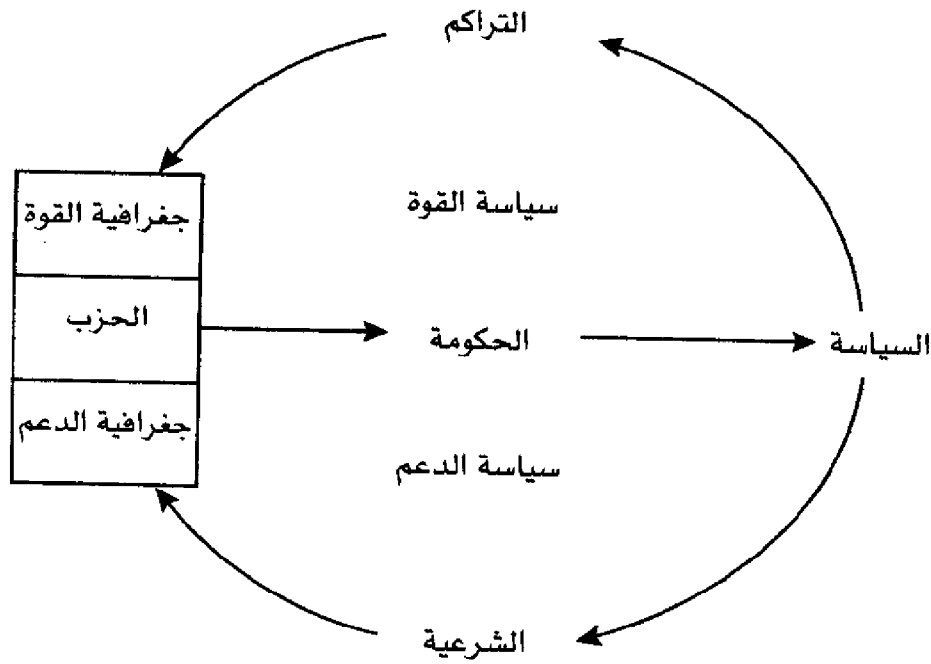 التراكم
سياسة القوة
جغرافية القوة
الحزب
الحكومة
السياسة
جغرافية الدعم
سياسة الدعم
الشرعية